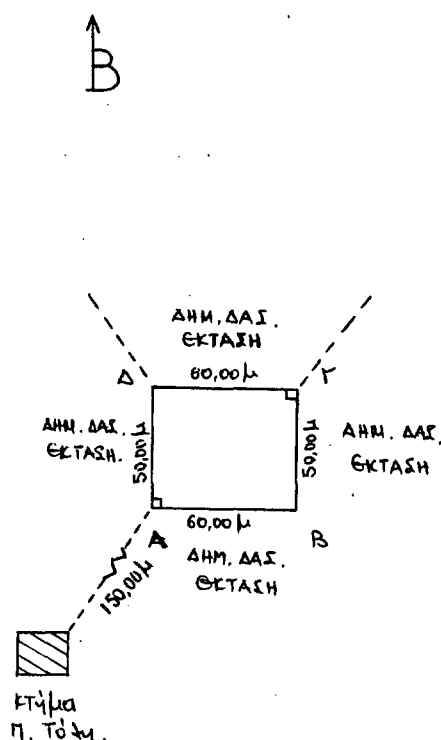 Β
ΔΗΜ. ΔΑΣ.
ΕΚΤΑΣΗ
Δ
60,00μ
Γ
ΔΗΜ. ΔΑΣ.
ΕΚΤΑΣΗ.
50,00μ
50,00μ
ΔΗΜ. ΔΑΣ.
ΕΚΤΑΣΗ
60,00μ
Α
Β
ΔΗΜ. ΔΑΣ.
ΕΚΤΑΣΗ
150,00μ
κτήμα
Π.